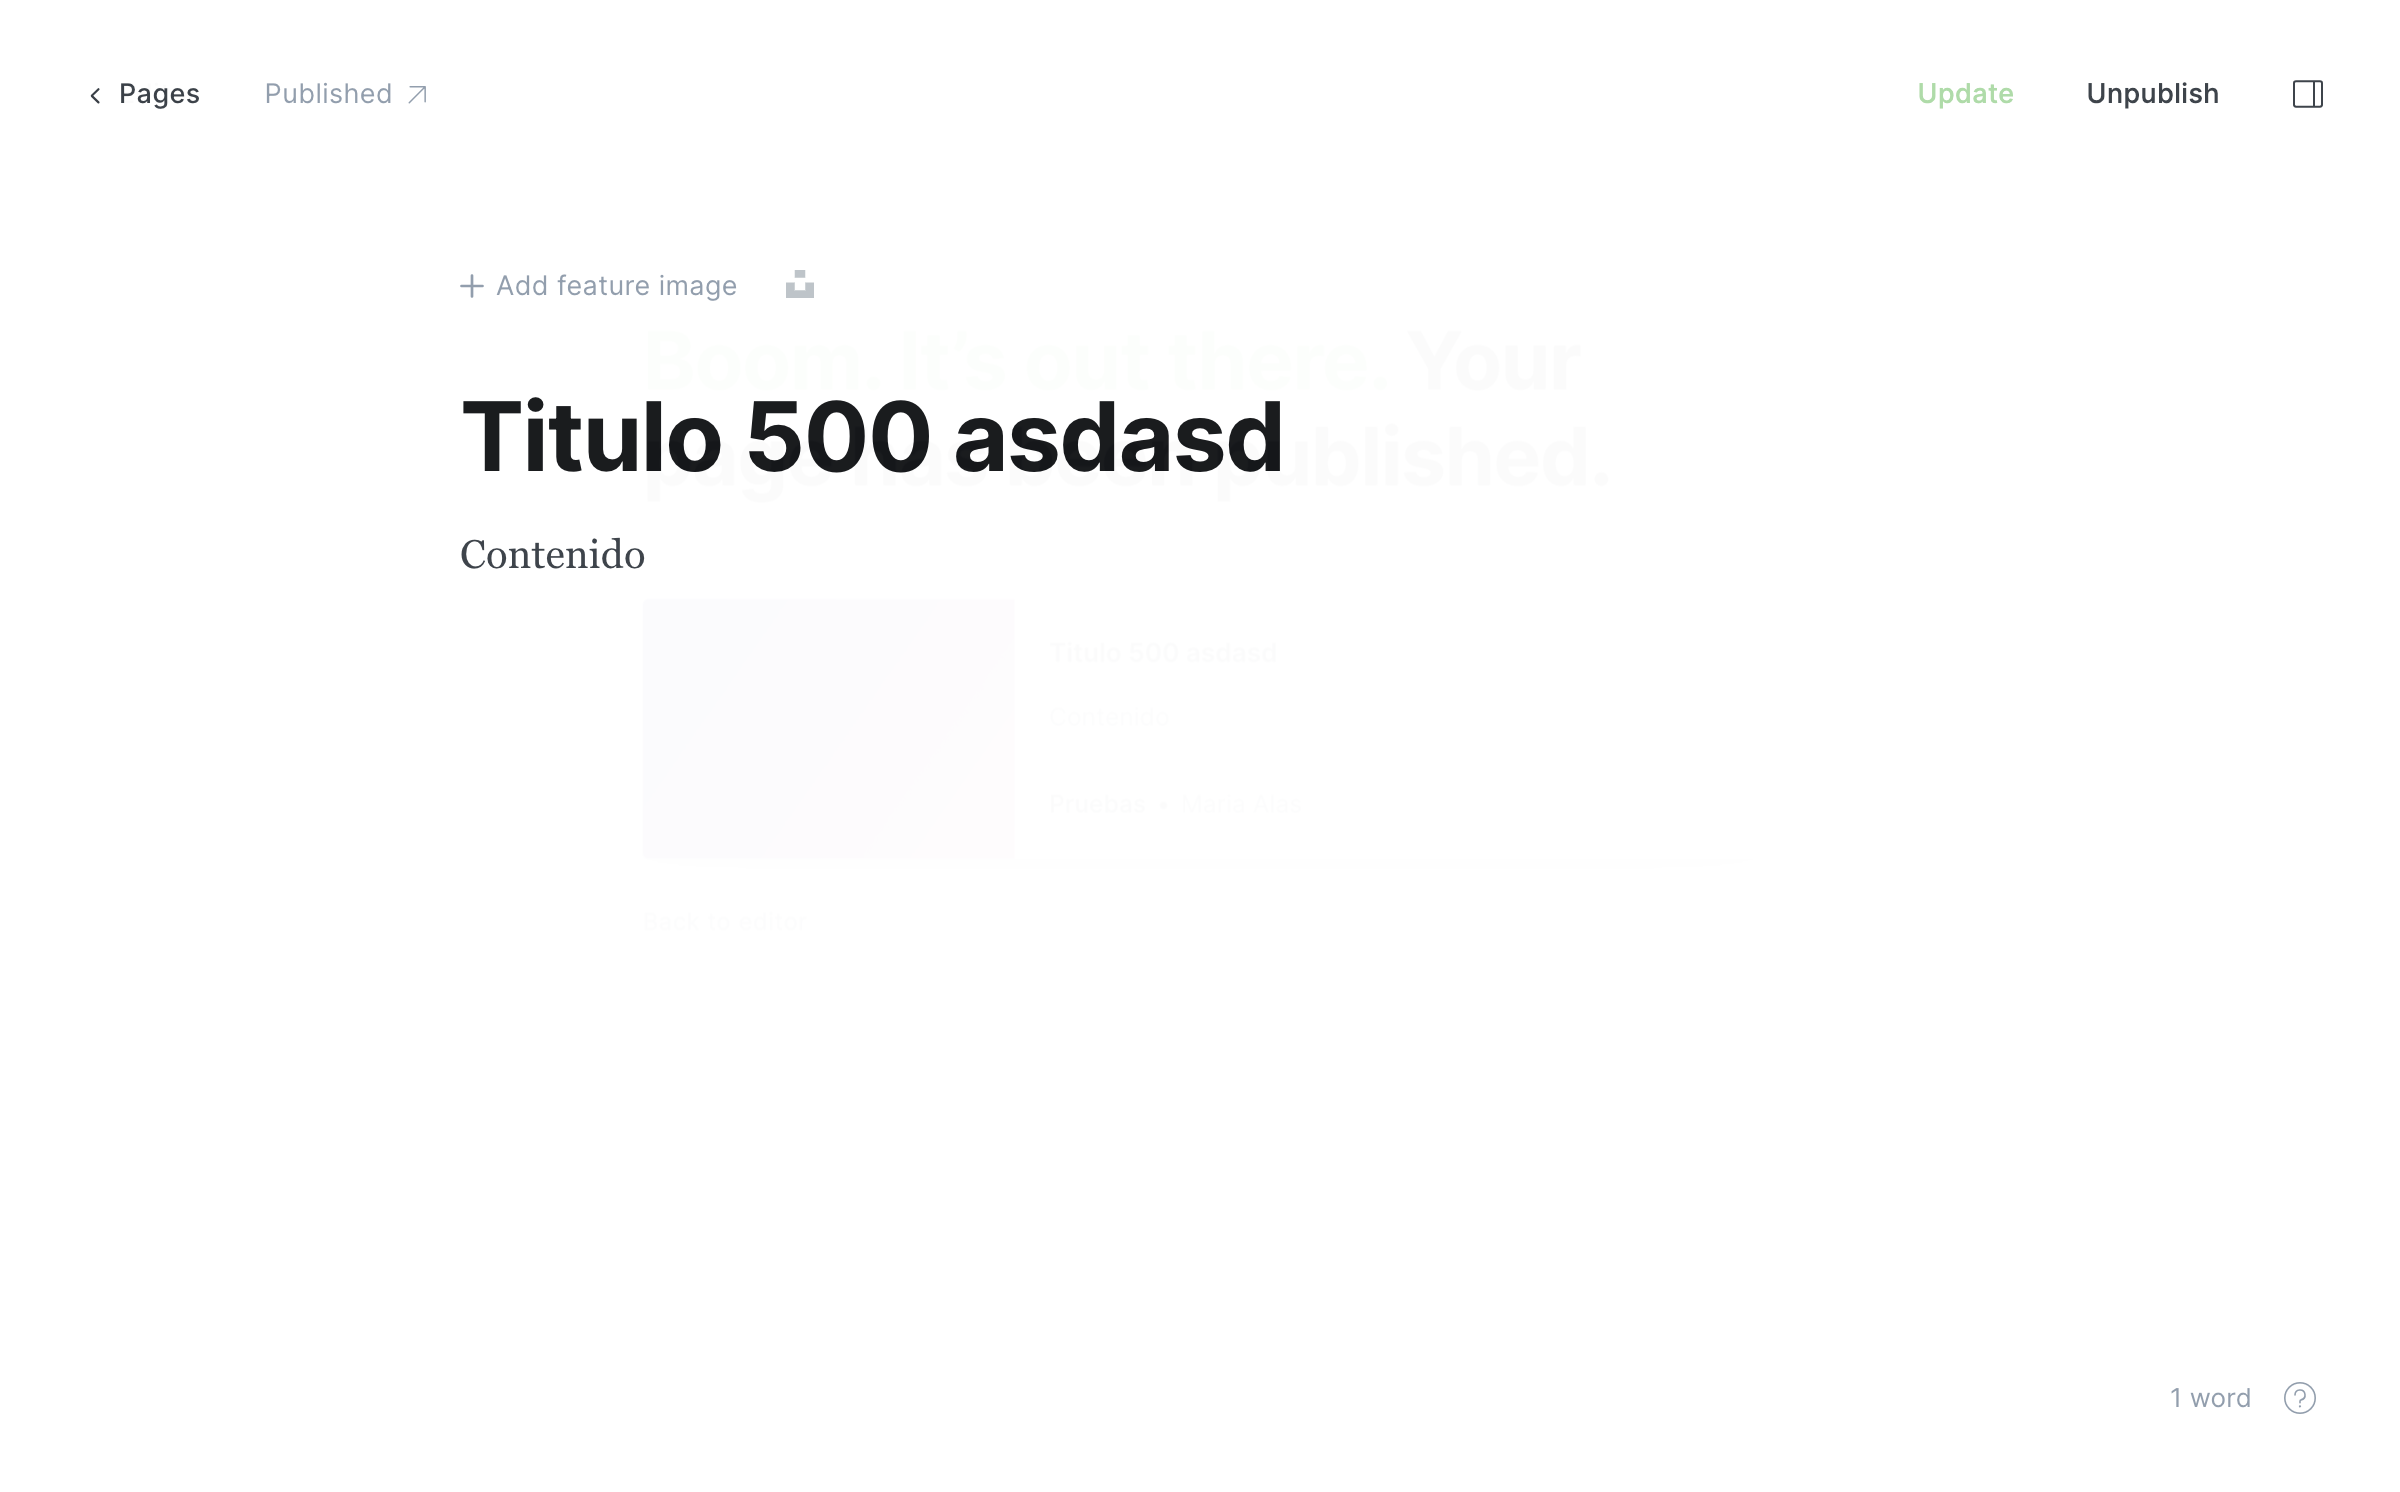 Pages
Published
Update
Unpublish
Add feature image
Boom. It's out there. Your
Titulo 500 asdasd
page has been published.
Contenido
Titulo 500 asdasd
Contenido
Pruebas •
Back to editor
1 word
?